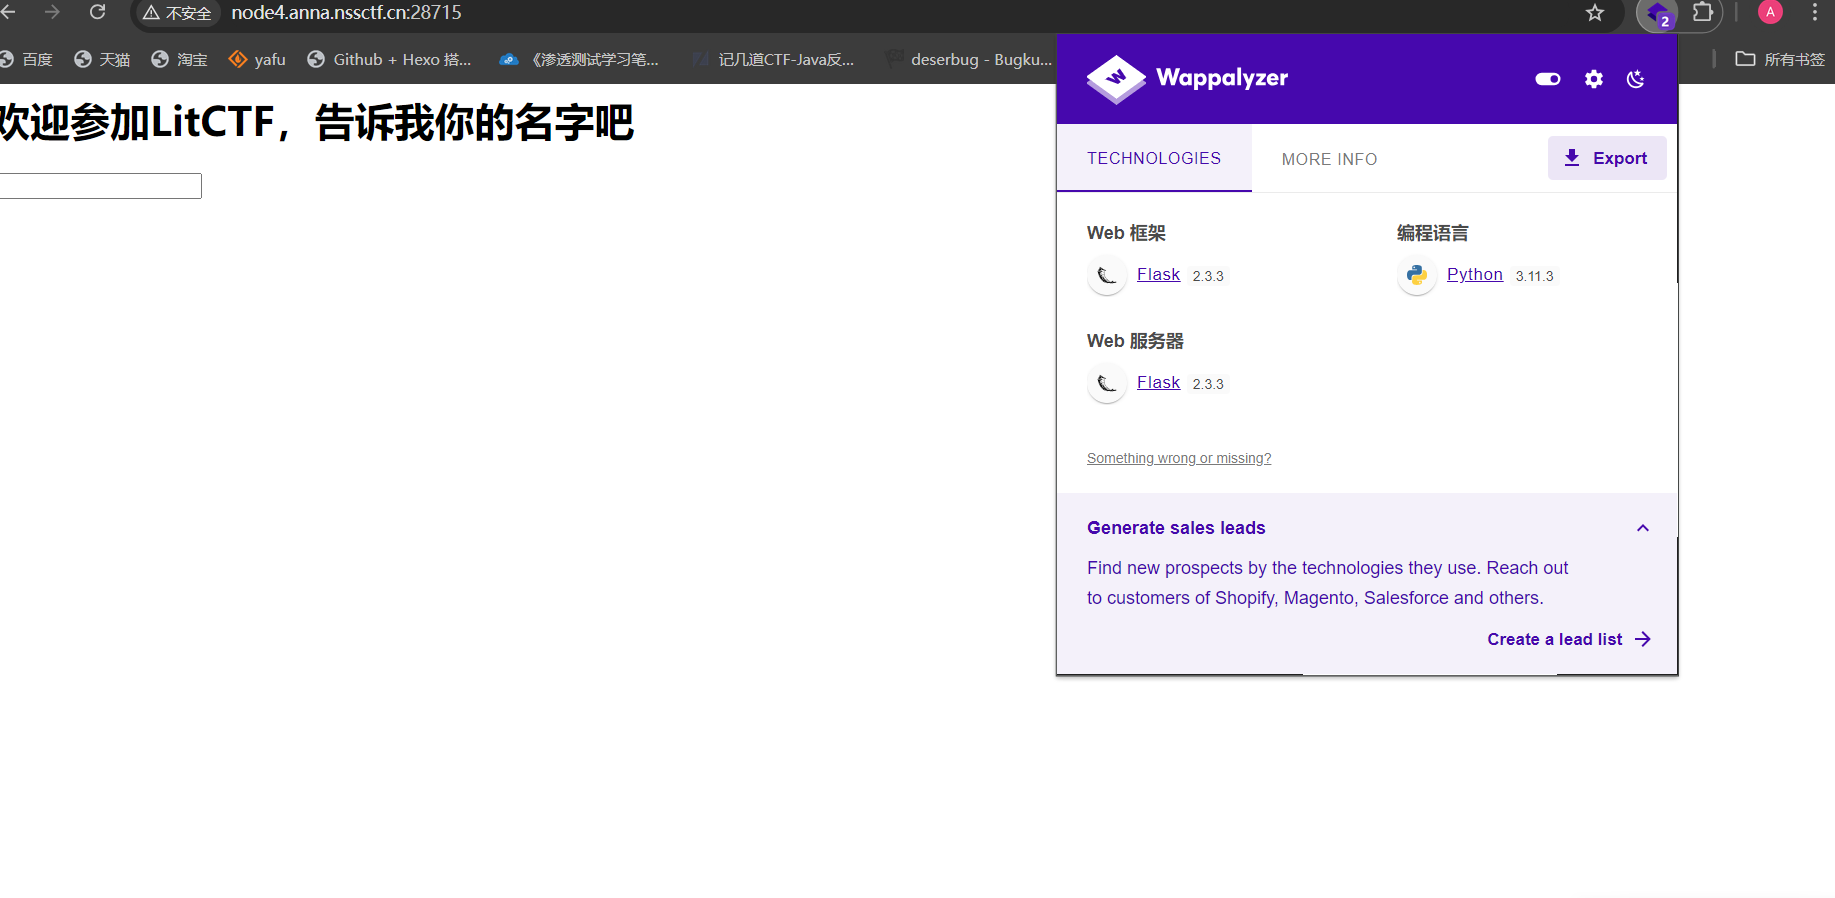 不安全 node4.anna.nssctf.cn:28715
2
A
百度 天猫 淘宝 yafu Github + Hexo 搭... 《渗透测试学习笔... 记几道CTF-Java反... deserbug - Bugku... 所有书签
Wappalyzer
欢迎参加LitCTF，告诉我你的名字吧
TECHNOLOGIES MORE INFO Export
Web 框架
Flask 2.3.3
编程语言
Python 3.11.3
Web 服务器
Flask 2.3.3
Something wrong or missing?
Generate sales leads
Find new prospects by the technologies they use. Reach out
to customers of Shopify, Magento, Salesforce and others.
Create a lead list